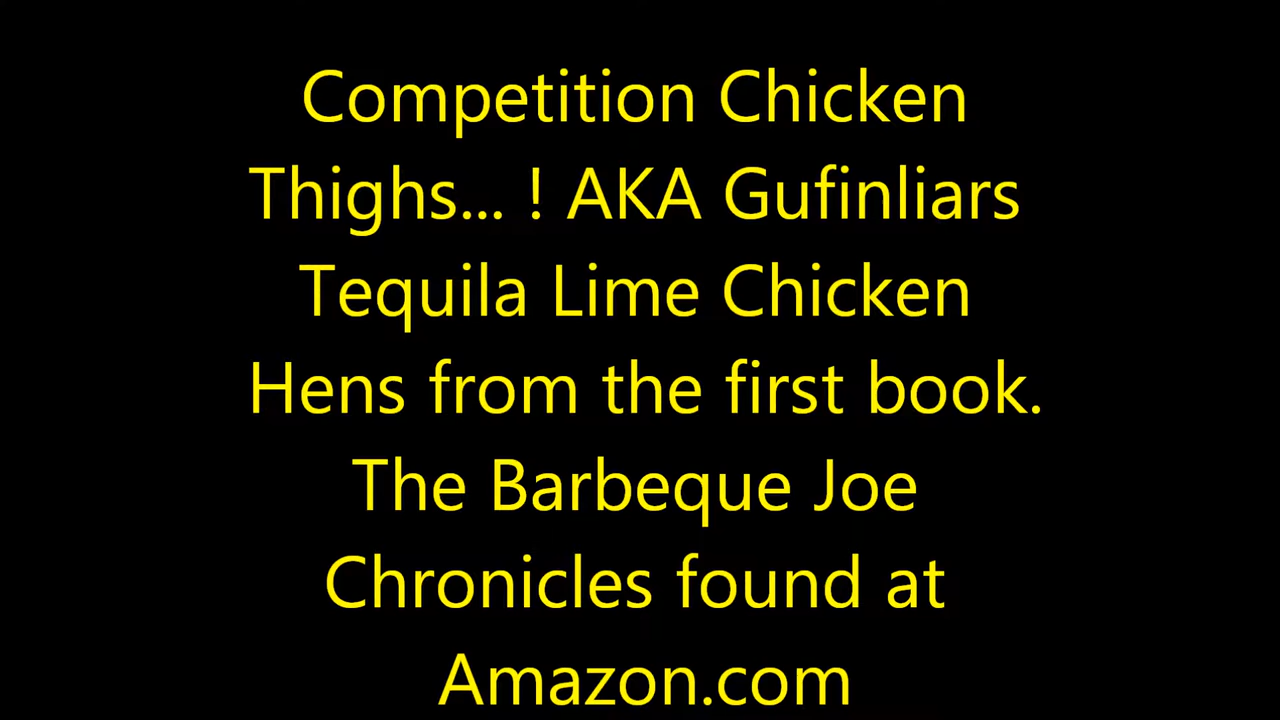 Competition Chicken
Thighs... ! AKA Gufinliars
Tequila Lime Chicken
Hens from the first book.
The Barbeque Joe
Chronicles found at
Amazon.com